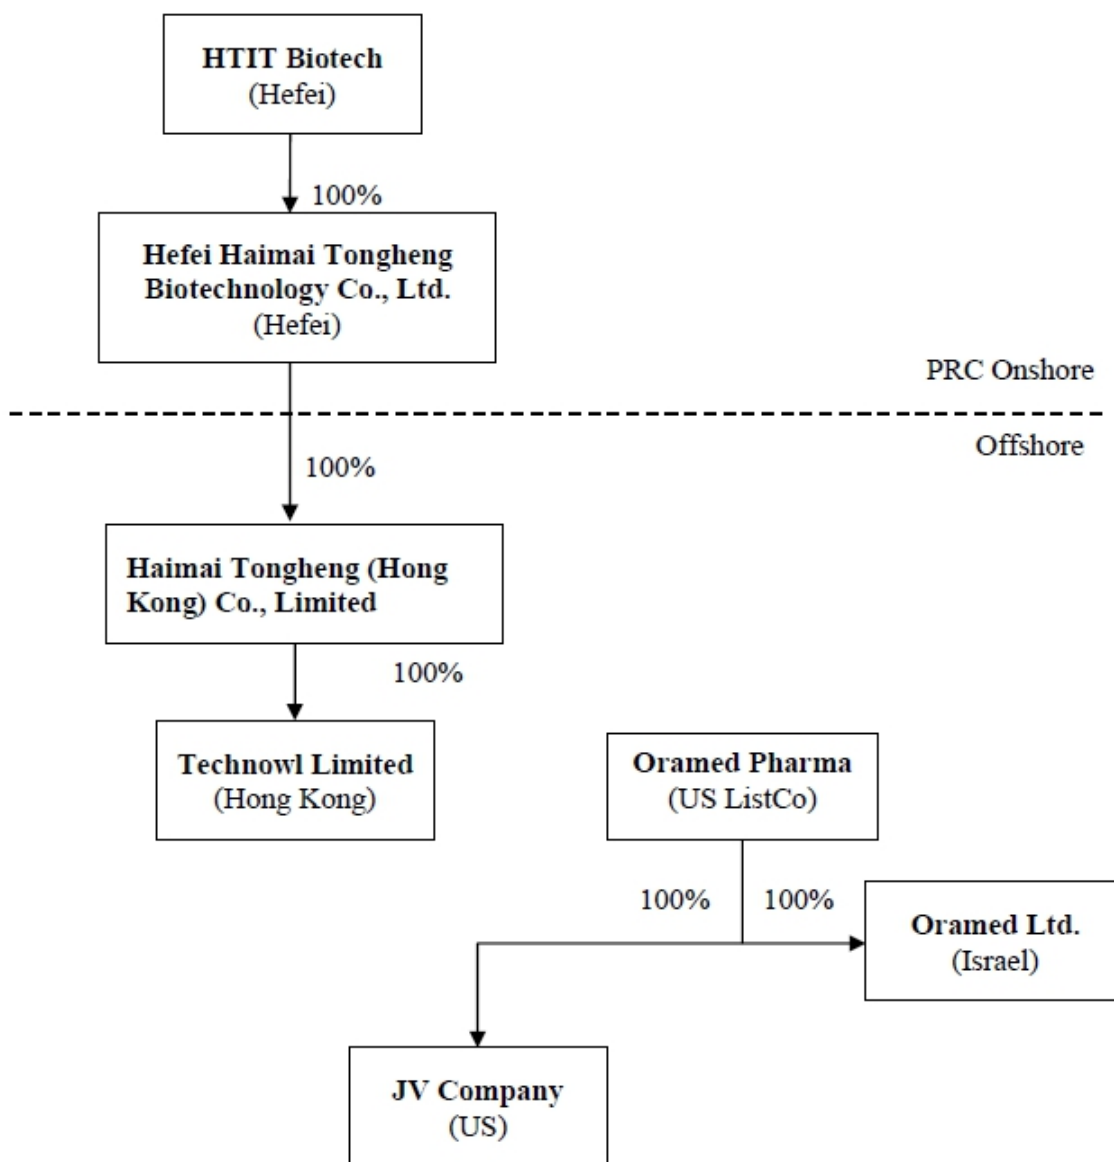 HTIT Biotech
(Hefei)
100%
Hefei Haimai Tongheng
Biotechnology Co., Ltd.
(Hefei)
PRC Onshore
Offshore
100%
Haimai Tongheng (Hong
Kong) Co., Limited
100%
Technowl Limited
(Hong Kong)
Oramed Pharma
(US ListCo)
100% 100%
Oramed Ltd.
(Israel)
JV Company
(US)